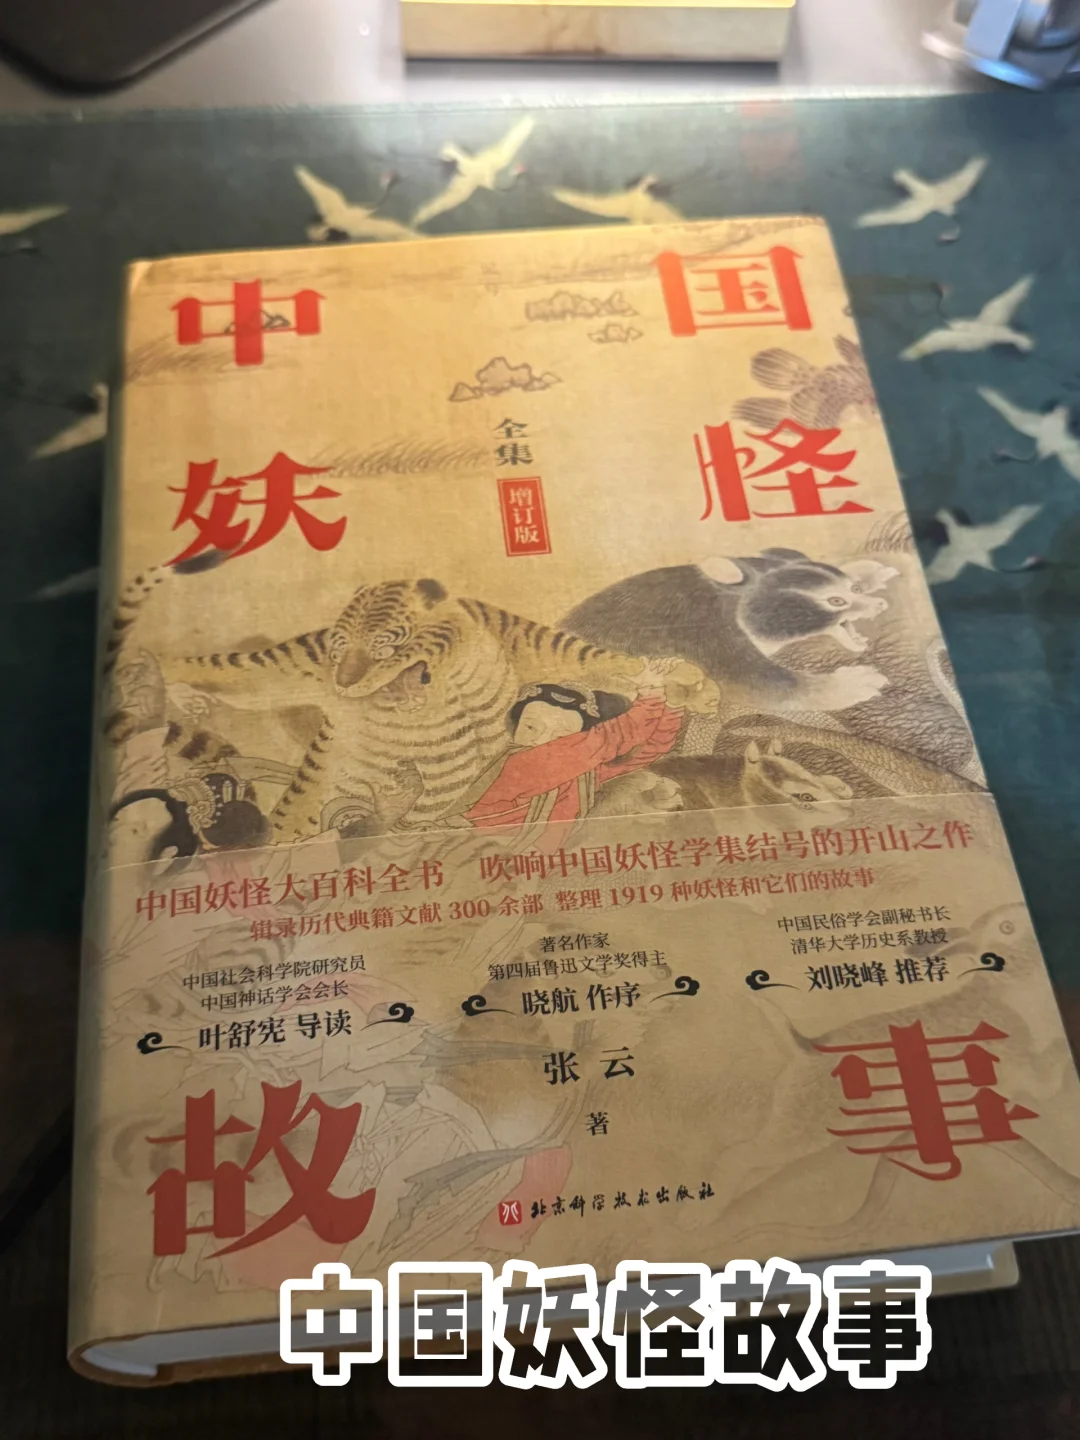 中国
妖怪
全集
增订版
中国妖怪大百科全书 吹响中国妖怪学集结号的开山之作
辑录历代典籍文献 300 余部 整理 1919 种妖怪和它们的故事
中国社会科学院研究员
中国神话学会会长
叶舒宪 导读
著名作家
第四届鲁迅文学奖得主
晓航 作序
中国民俗学会副秘书长
清华大学历史系教授
刘晓峰 推荐
张云
著
故事
北京科学技术出版社
中国妖怪故事